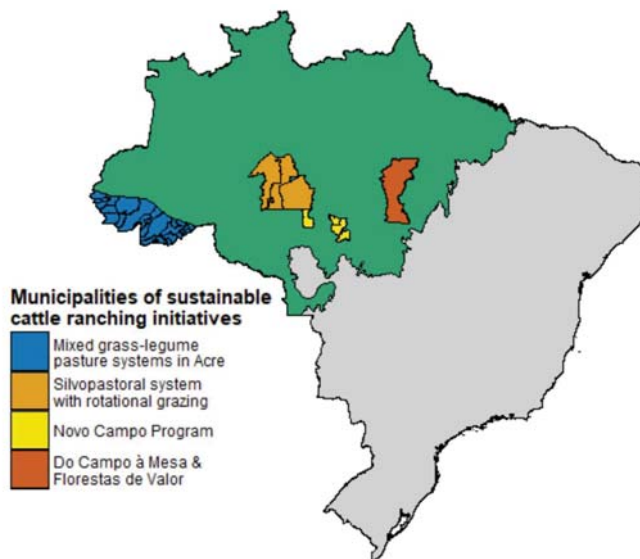 Municipalities of sustainable
cattle ranching initiatives
Mixed grass-legume
pasture systems in Acre
Silvopastoral system
with rotational grazing
Novo Campo Program
Do Campo à Mesa &
Florestas de Valor